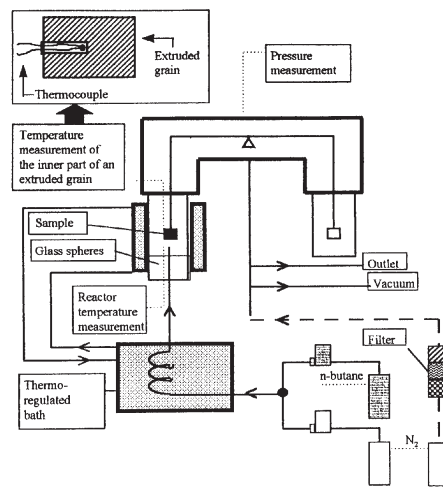 Extruded
grain
Thermocouple
Pressure
measurement
Temperature
measurement of
the inner part of an
extruded grain
Sample
Glass spheres
Outlet
Vacuum
Reactor
temperature
measurement
Filter
n-butane
Thermo-
regulated
bath
N₂